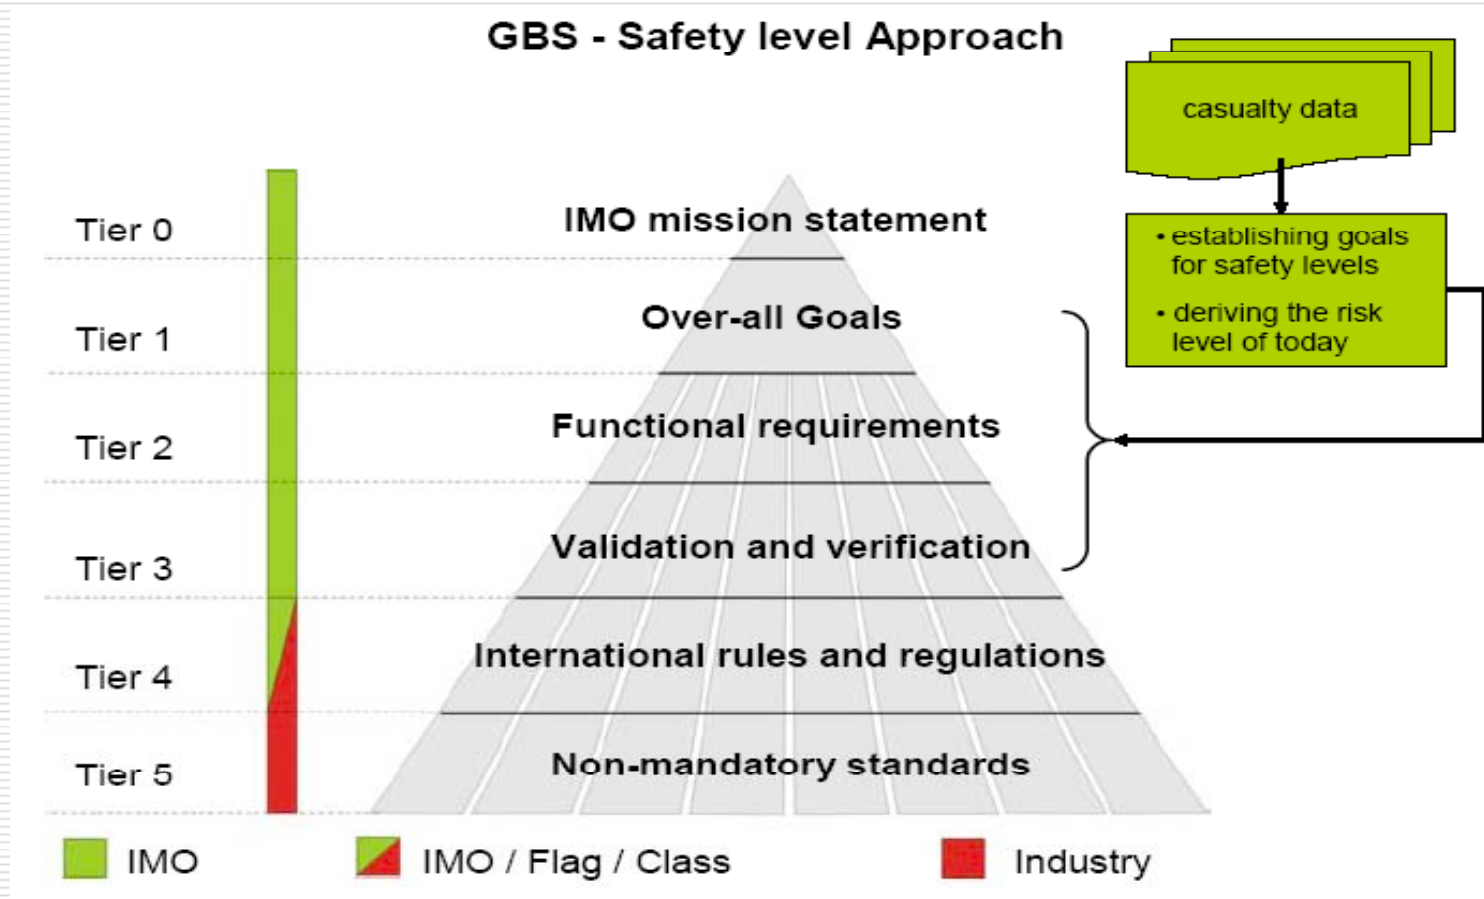 GBS - Safety level Approach
casualty data
• establishing goals
for safety levels
• deriving the risk
level of today
Tier 0
IMO mission statement
Tier 1
Over-all Goals
Tier 2
Functional requirements
Tier 3
Validation and verification
Tier 4
International rules and regulations
Tier 5
Non-mandatory standards
IMO
IMO / Flag / Class
Industry